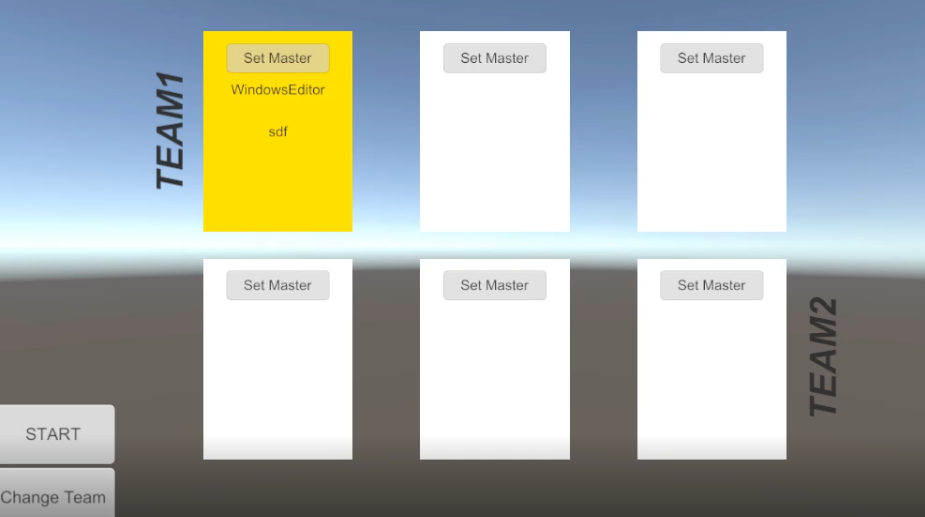 TEAM1
Set Master
WindowsEditor
sdf
Set Master
Set Master
Set Master
Set Master
Set Master
TEAM2
START
Change Team